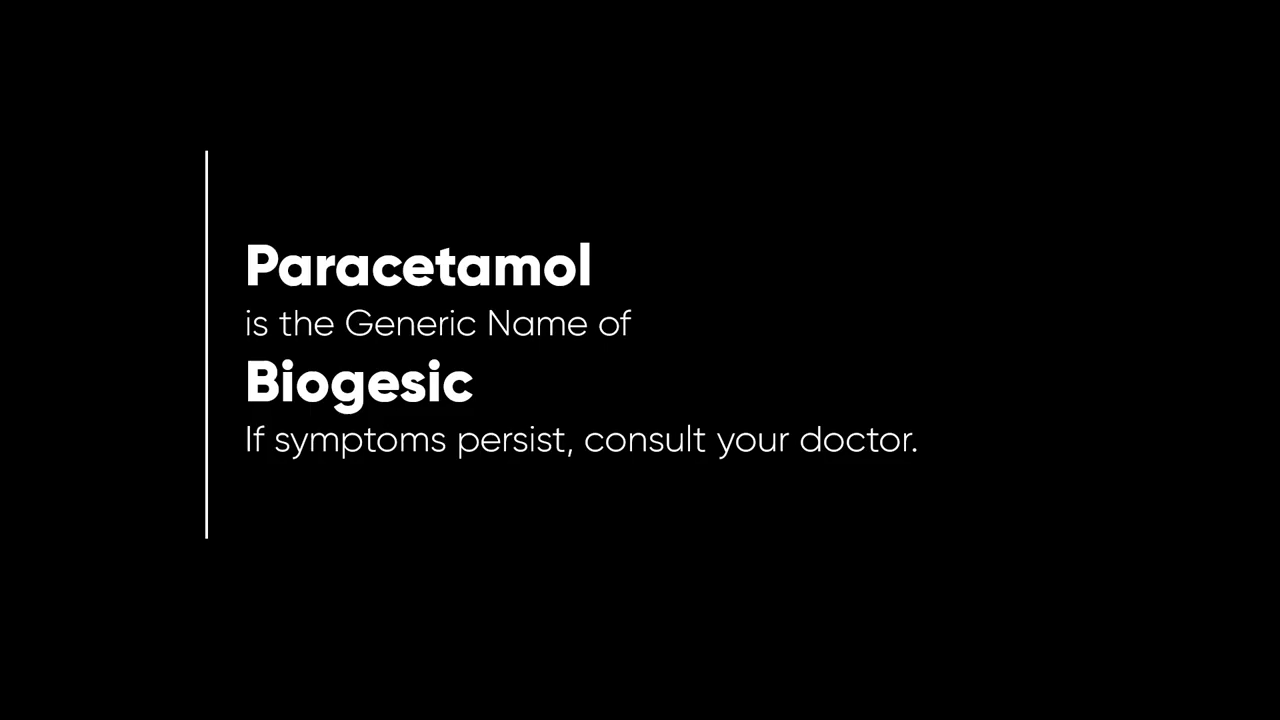 Paracetamol
is the Generic Name of
Biogesic
If symptoms persist, consult your doctor.